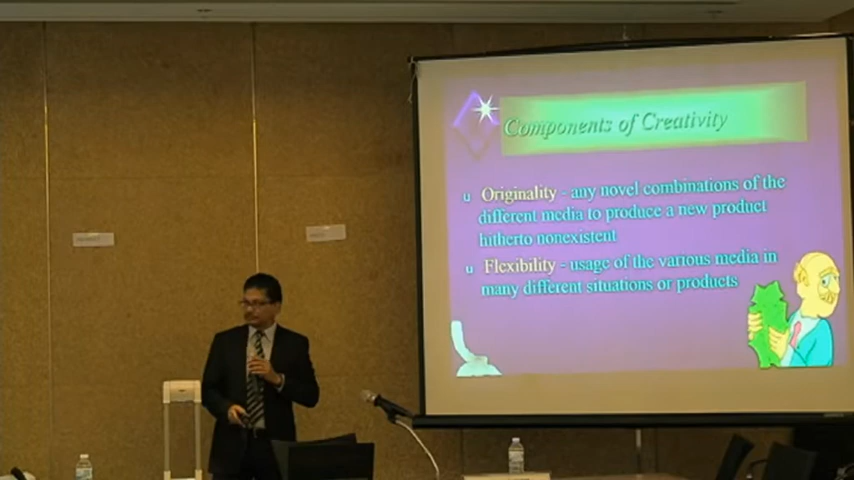 Components of Creativity
u Originality - any novel combinations of the
different media to produce a new product
hitherto nonexistent
u Flexibility - usage of the various media in
many different situations or products